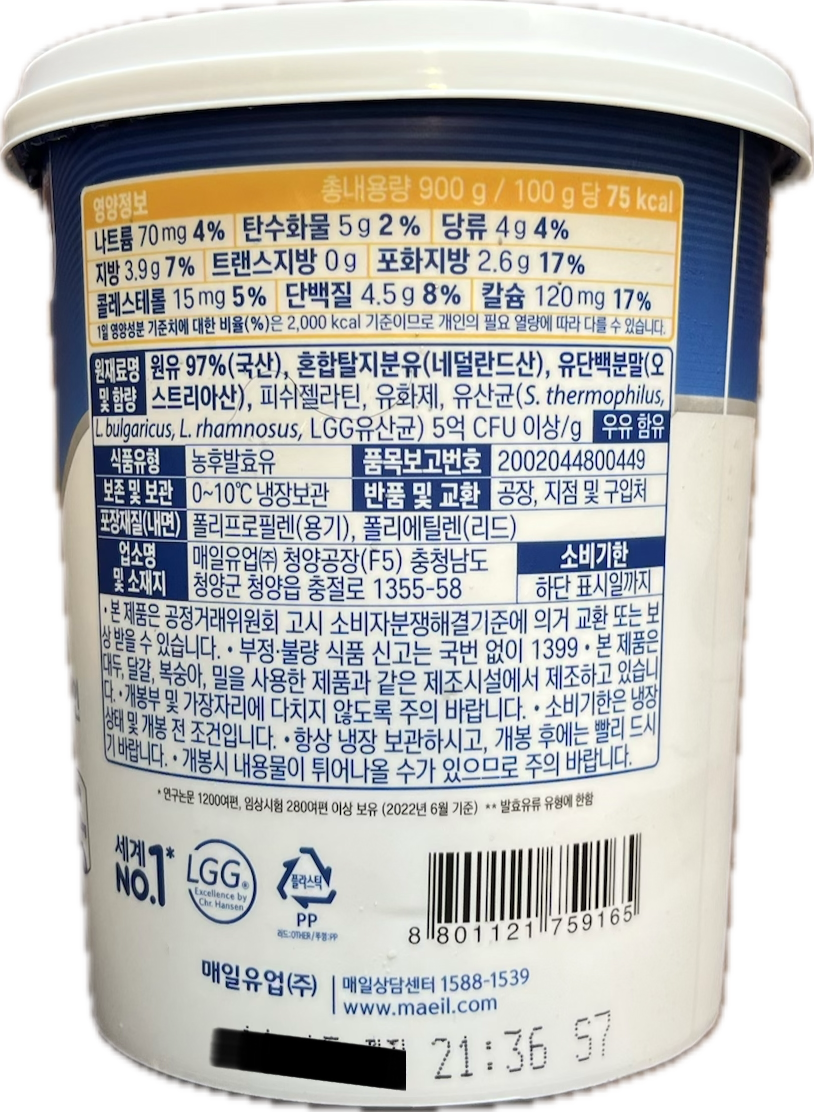 영양정보 총내용량 900 g / 100 g 당 75 kcal
나트륨 70 mg 4% 탄수화물 5 g 2 % 당류 4 g 4%
지방 3.9 g 7% 트랜스지방 0 g 포화지방 2.6 g 17%
콜레스테롤 15 mg 5% 단백질 4.5 g 8% 칼슘 120 mg 17%
1일 영양성분 기준치에 대한 비율(%)은 2,000 kcal 기준이므로 개인의 필요 열량에 따라 다를 수 있습니다.
원재료명 및 함량 원유 97%(국산), 혼합탈지분유(네덜란드산), 유단백분말(오
스트리아산), 피쉬젤라틴, 유화제, 유산균(S. thermophilus,
L. bulgaricus, L. rhamnosus, LGG유산균) 5억 CFU 이상/g 우유 함유
식품유형 농후발효유 품목보고번호 2002044800449
보존 및 보관 0~10℃ 냉장보관 반품 및 교환 공장, 지점 및 구입처
포장재질(내면) 폴리프로필렌(용기), 폴리에틸렌(리드)
업소명 및 소재지 매일유업㈜ 청양공장(F5) 충청남도 소비기한
청양군 청양읍 충절로 1355-58 하단 표시일까지
• 본 제품은 공정거래위원회 고시 소비자분쟁해결기준에 의거 교환 또는 보
상 받을 수 있습니다. • 부정·불량 식품 신고는 국번 없이 1399 • 본 제품은
대두, 달걀, 복숭아, 밀을 사용한 제품과 같은 제조시설에서 제조하고 있습니
다. • 개봉부 및 가장자리에 다치지 않도록 주의 바랍니다. • 소비기한은 냉장
상태 및 개봉 전 조건입니다. • 항상 냉장 보관하시고, 개봉 후에는 빨리 드시
기 바랍니다. • 개봉시 내용물이 튀어나올 수가 있으므로 주의 바랍니다.
* 연구논문 1200여편, 임상시험 280여편 이상 보유 (2022년 6월 기준) ** 발효유류 유형에 한함
세계 NO.1*
LGG®
Excellence by
Chr. Hansen
플라스틱
PP
리드:OTHER/뚜껑:PP
8 801121 759165
매일유업(주) 매일상담센터 1588-1539
www.maeil.com
21:36 S7